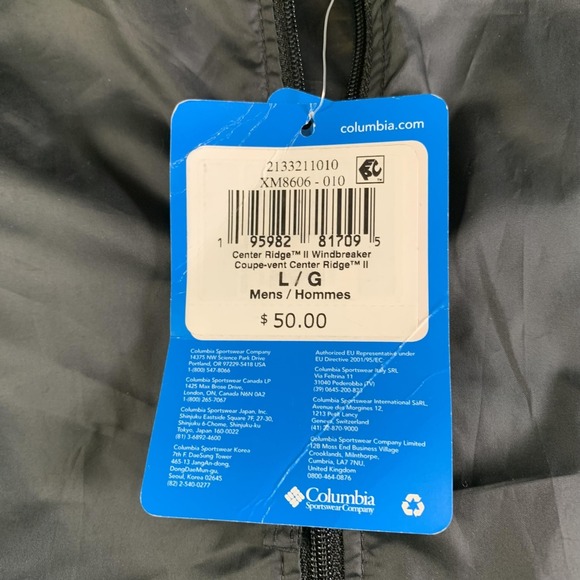 columbia.com
2133211010
XM8606 - 010
1 95982 81709 5
Center Ridge™ II Windbreaker
Coupe-vent Center Ridge™ II
L / G
Mens / Hommes
$ 50.00
Columbia Sportswear Company
14375 NW Science Park Drive
Portland, OR 97229-5418 USA
1-(800) 547-8066
Columbia Sportswear Canada LP
1425 Max Brose Drive,
London, ON, Canada N6N 0A2
1-(800) 265-7067
Columbia Sportswear Japan, Inc.
Shinjuku Eastside Square 7F, 27-30,
Shinjuku 6-Chome, Shinjuku-ku
Tokyo, Japan 160-0022
(81) 3-6892-4600
Columbia Sportswear Korea
7th F. DaeSung Tower
465-13 JangAn-dong,
DongDaeMun-gu,
Seoul, Korea
(82) 2-540-0277
Authorized EU Representative under
EU Directive 2001/95/EC
Columbia Sportswear Italy SRL
Via Feltrina 11
31040 Pederobba (TV)
(39) 0645-200-821
Columbia Sportswear International SàRL,
Avenue des Morgines 12,
1213 Petit Lancy
Geneva, Switzerland
(41) 2-870-9000
Columbia Sportswear Company Limited
12B Moss End Business Village
Crooklands, Milnthorpe,
Cumbria, LA7 7NU,
United Kingdom
0800-464-0876
Columbia
Sportswear Company